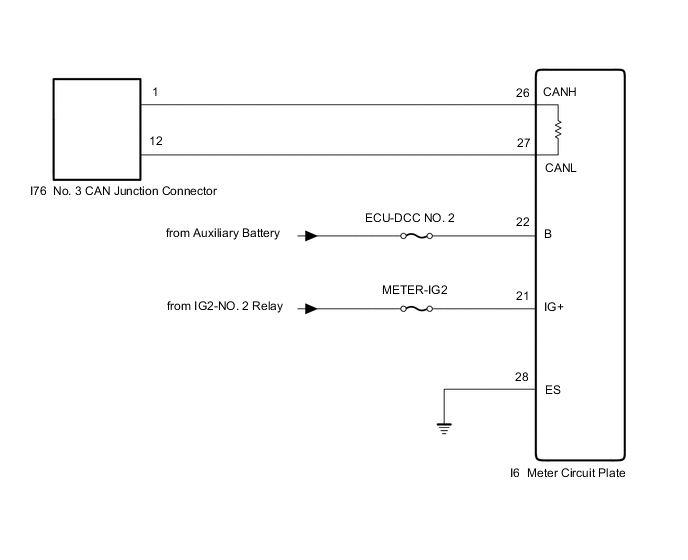 1
26
CANH
12
27
CANL
I76 No. 3 CAN Junction Connector
ECU-DCC NO. 2
22
from Auxiliary Battery
B
METER-IG2
21
from IG2-NO. 2 Relay
IG+
28
ES
I6 Meter Circuit Plate